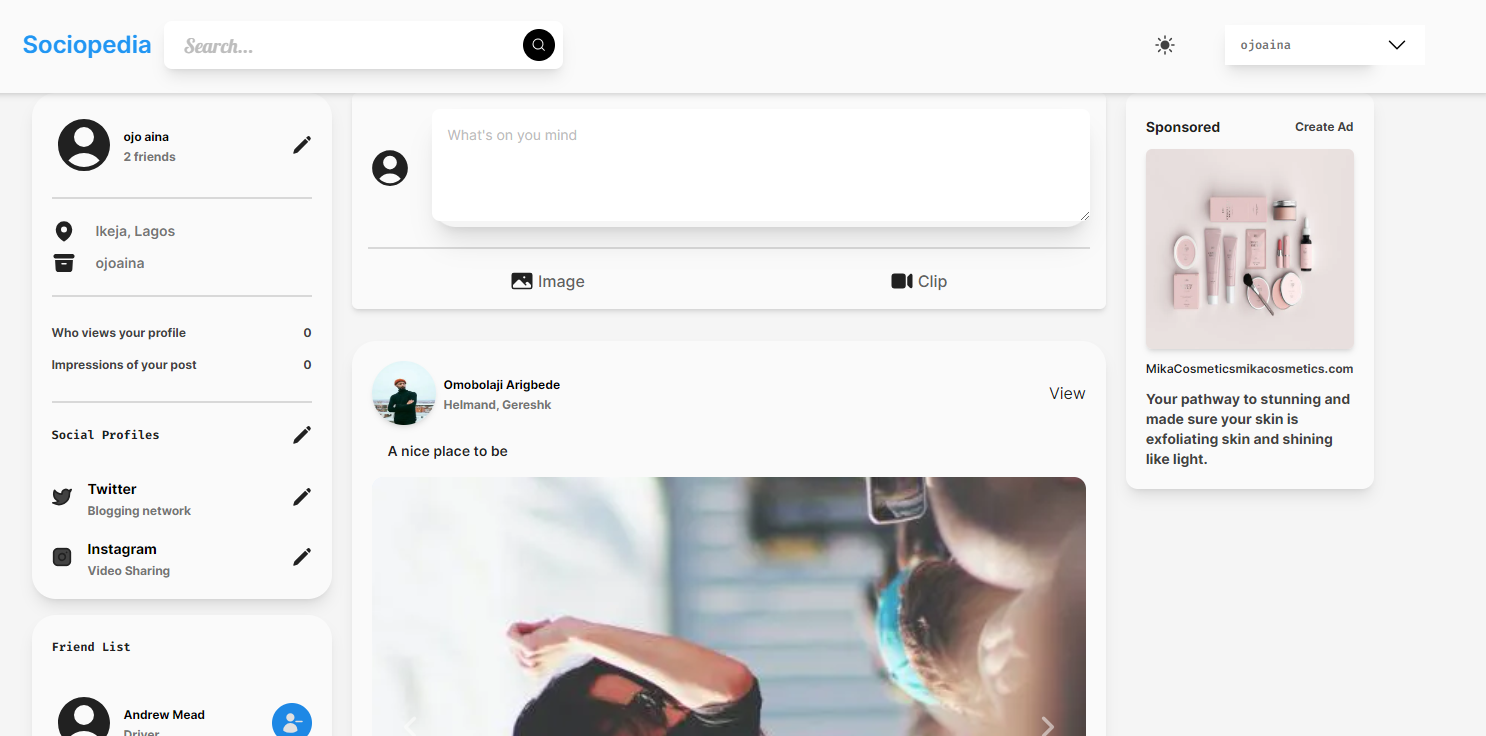 Sociopedia
Search...
ojoaina
ojo aina
2 friends
Ikeja, Lagos
ojoaina
Who views your profile 0
Impressions of your post 0
Social Profiles
Twitter
Blogging network
Instagram
Video Sharing
Friend List
Andrew Mead
Driver
What's on you mind
Image
Clip
Omobolaji Arigbede
Helmand, Gereshk
View
A nice place to be
Sponsored
Create Ad
MikaCosmeticsmikacosmetics.com
Your pathway to stunning and
made sure your skin is
exfoliating skin and shining
like light.